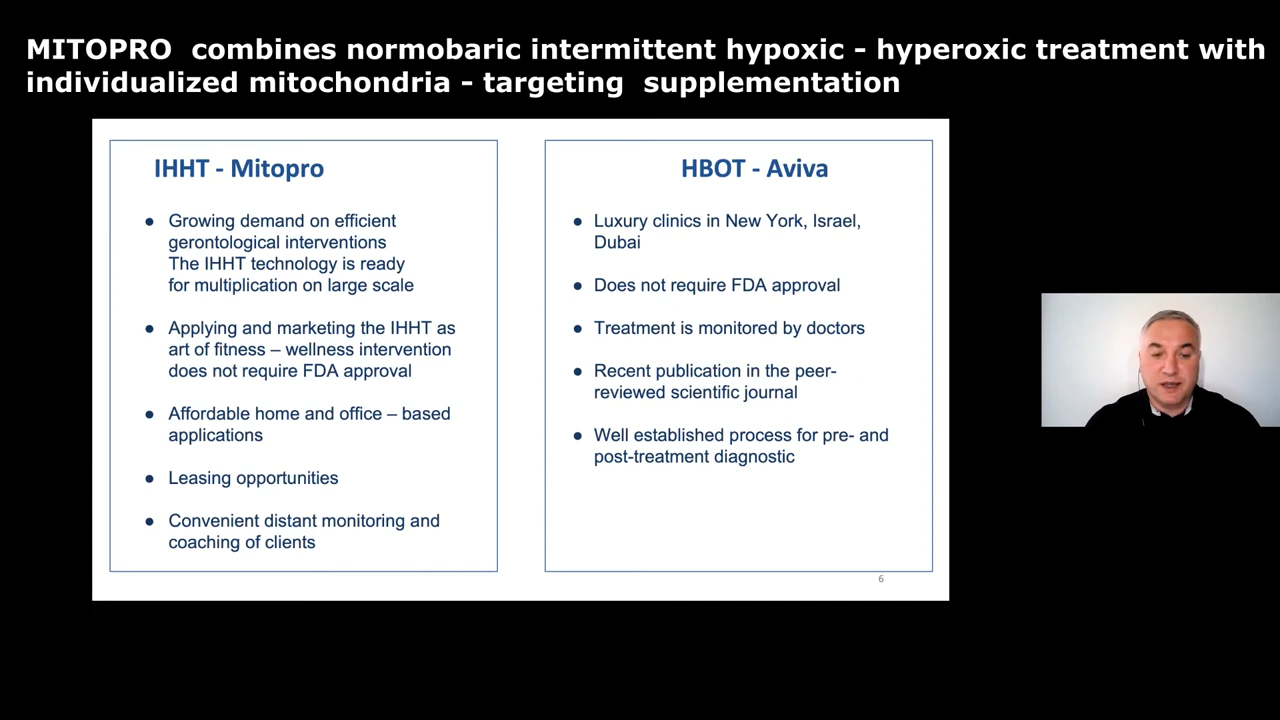 MITOPRO combines normobaric intermittent hypoxic - hyperoxic treatment with
individualized mitochondria - targeting supplementation
IHHT - Mitopro
● Growing demand on efficient
gerontological interventions
The IHHT technology is ready
for multiplication on large scale
● Applying and marketing the IHHT as
art of fitness – wellness intervention
does not require FDA approval
● Affordable home and office – based
applications
● Leasing opportunities
● Convenient distant monitoring and
coaching of clients
HBOT - Aviva
● Luxury clinics in New York, Israel,
Dubai
● Does not require FDA approval
● Treatment is monitored by doctors
● Recent publication in the peer-
reviewed scientific journal
● Well established process for pre- and
post-treatment diagnostic
6